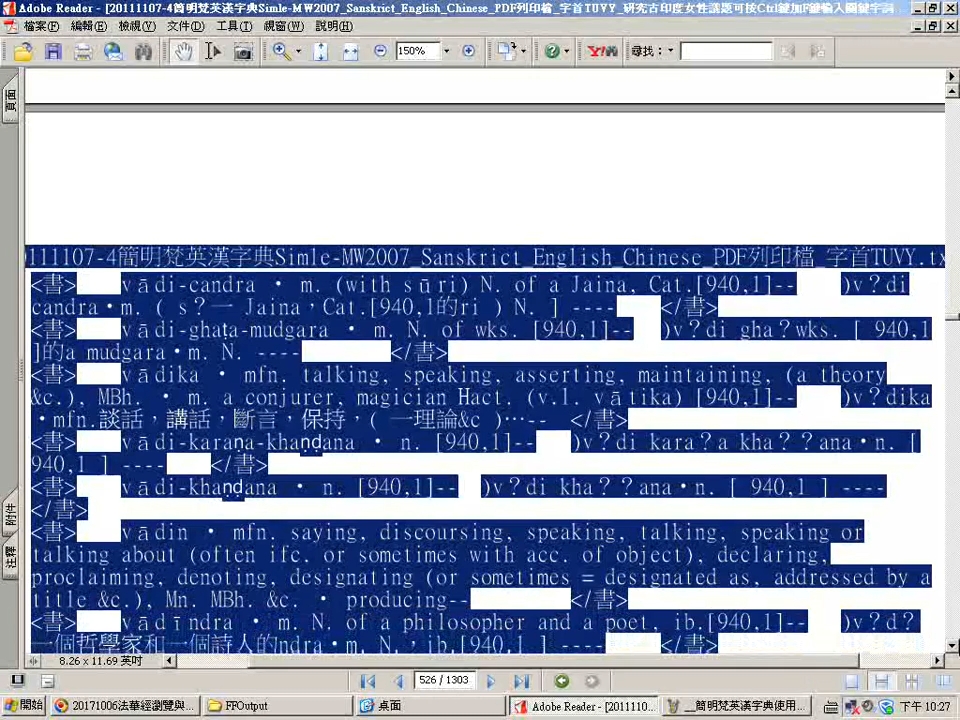 Adobe Reader - [20111107-4簡明梵英漢字典Simle-MW2007_Sanskrict_English_Chinese_PDF列印檔_字首TUVY_研究古印度女性議題可按Ctrl鍵加F鍵輸入關鍵字詞
檔案(F) 編輯(E) 檢視(V) 文件(D) 工具(T) 視窗(W) 說明(H)
150% Y! 尋找:
頁面
0111107-4簡明梵英漢字典Simle-MW2007_Sanskrict_English_Chinese_PDF列印檔_字首TUVY.tx
<書> vādi-candra ‧ m. (with sūri) N. of a Jaina, Cat.[940,1]-- )v?di
candra‧m. ( s?一 Jaina，Cat.[940,1的ri ) N. ] ---- </書>
<書> vādi-ghaṭa-mudgara ‧ m. N. of wks. [940,1]-- )v?di gha?wks. [ 940,1
]的a mudgara‧m. N. ---- </書>
<書> vādika ‧ mfn. talking, speaking, asserting, maintaining, (a theory
&c.), MBh. ‧ m. a conjurer, magician Hact. (v.l. vātika) [940,1]-- )v?dika
‧mfn.談話，講話，斷言，保持，( 一理論&c )…-- </書>
<書> vādi-karaṇa-khaṇḍana ‧ n. [940,1]-- )v?di kara?a kha??ana‧n. [
940,1 ] ---- </書>
<書> vādi-khaṇḍana ‧ n. [940,1]-- )v?di kha??ana‧n. [ 940,1 ] ----
</書>
<書> vādin ‧ mfn. saying, discoursing, speaking, talking, speaking or
talking about (often ifc. or sometimes with acc. of object), declaring,
proclaiming, denoting, designating (or sometimes = designated as, addressed by a
title &c.), Mn. MBh. &c. ‧ producing-- </書>
<書> vādīndra ‧ m. N. of a philosopher and a poet, ib.[940,1]-- )v?d?
一個哲學家和一個詩人的ndra‧m. N.，ib.[940,1 ] ---- </書>
附件
注釋
8.26 x 11.69 英吋
526 / 1303
開始 20171006法華經瀏覽與... FFOutput 桌面 Adobe Reader - [2011110... __簡明梵英字典使用... 下午 10:27